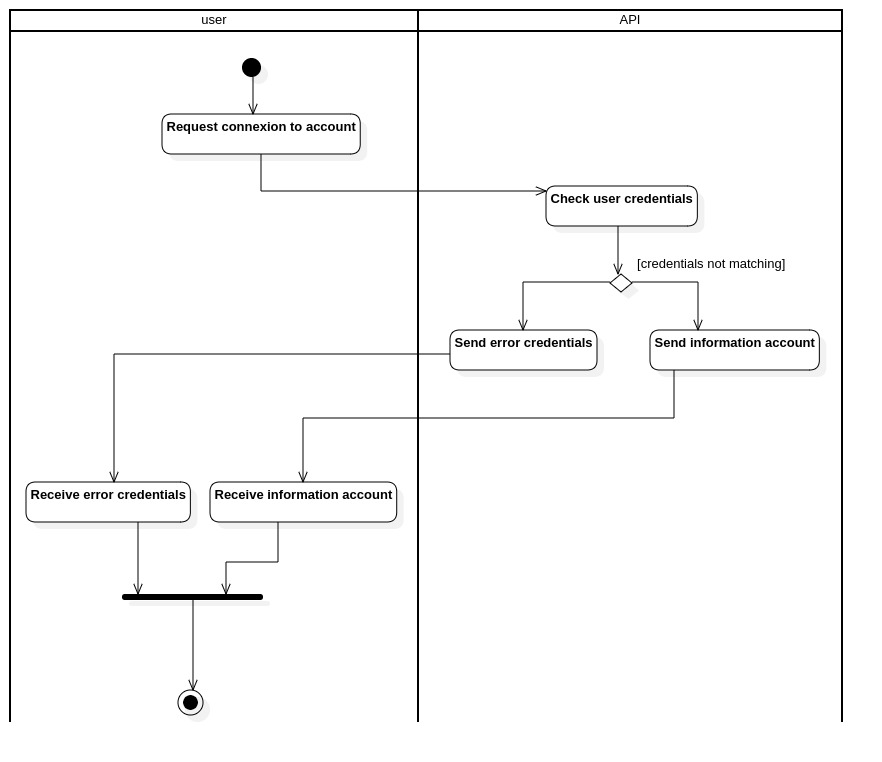 user
API
Request connexion to account
Check user credentials
[credentials not matching]
Send error credentials
Send information account
Receive error credentials
Receive information account